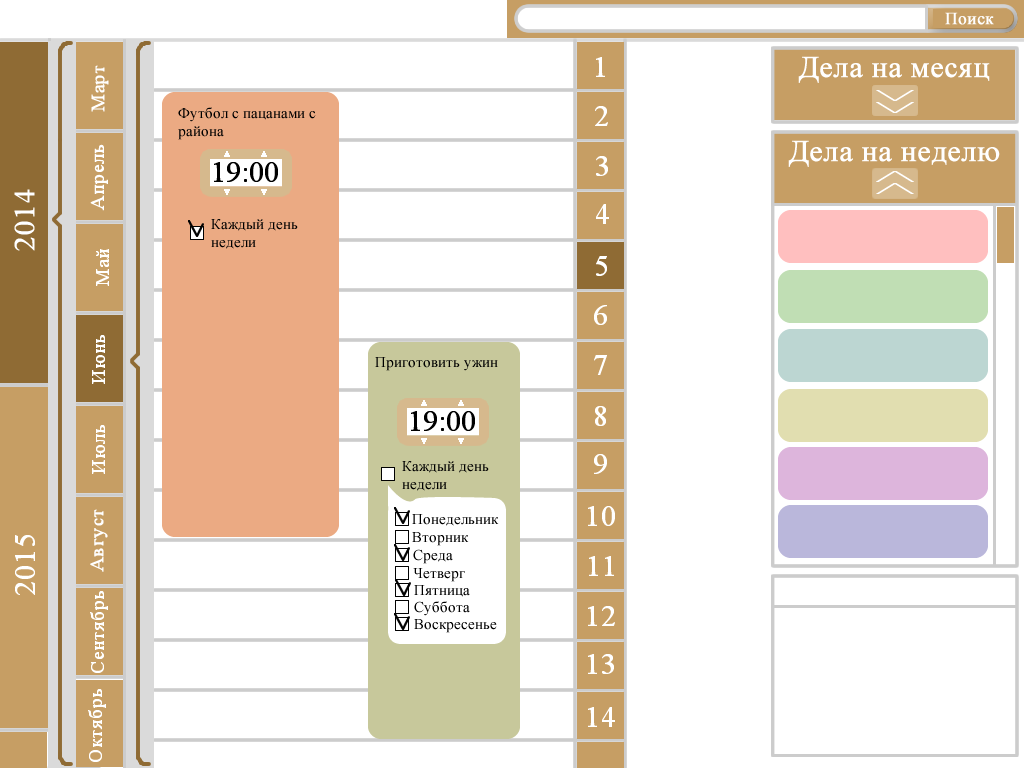 Поиск
2014
2015
Март
Апрель
Май
Июнь
Июль
Август
Сентябрь
Октябрь
Футбол с пацанами с
района
19:00
Каждый день
недели
Приготовить ужин
19:00
Каждый день
недели
Понедельник
Вторник
Среда
Четверг
Пятница
Суббота
Воскресенье
1
2
3
4
5
6
7
8
9
10
11
12
13
14
Дела на месяц
Дела на неделю